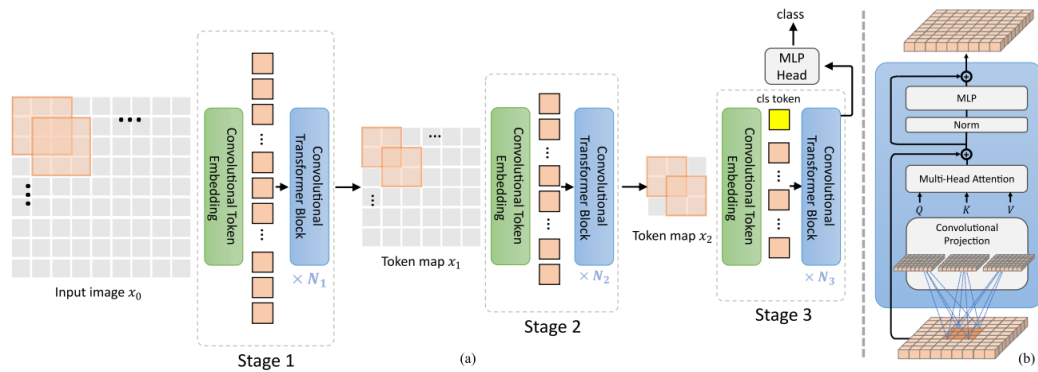 Input image x₀
Convolutional Token
Embedding
Convolutional
Transformer Block
× N₁
Stage 1
Token map x₁
Convolutional Token
Embedding
Convolutional
Transformer Block
× N₂
Stage 2
Token map x₂
class
MLP
Head
cls token
Convolutional Token
Embedding
Convolutional
Transformer Block
× N₃
Stage 3
(a)
MLP
Norm
Multi-Head Attention
Q K V
Convolutional
Projection
(b)